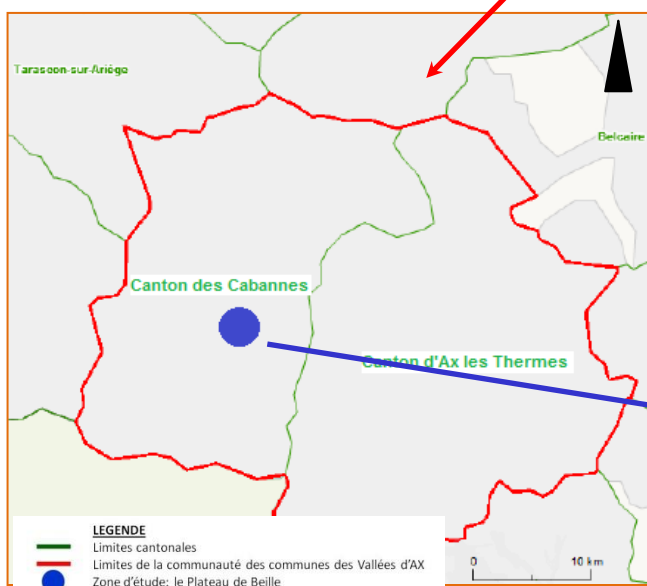 Tarascon-sur-Ariège
Belcaire
Canton des Cabannes
Canton d'Ax les Thermes
LEGENDE
Limites cantonales
Limites de la communauté des communes des Vallées d'AX
Zone d'étude: le Plateau de Beille
0 10 km